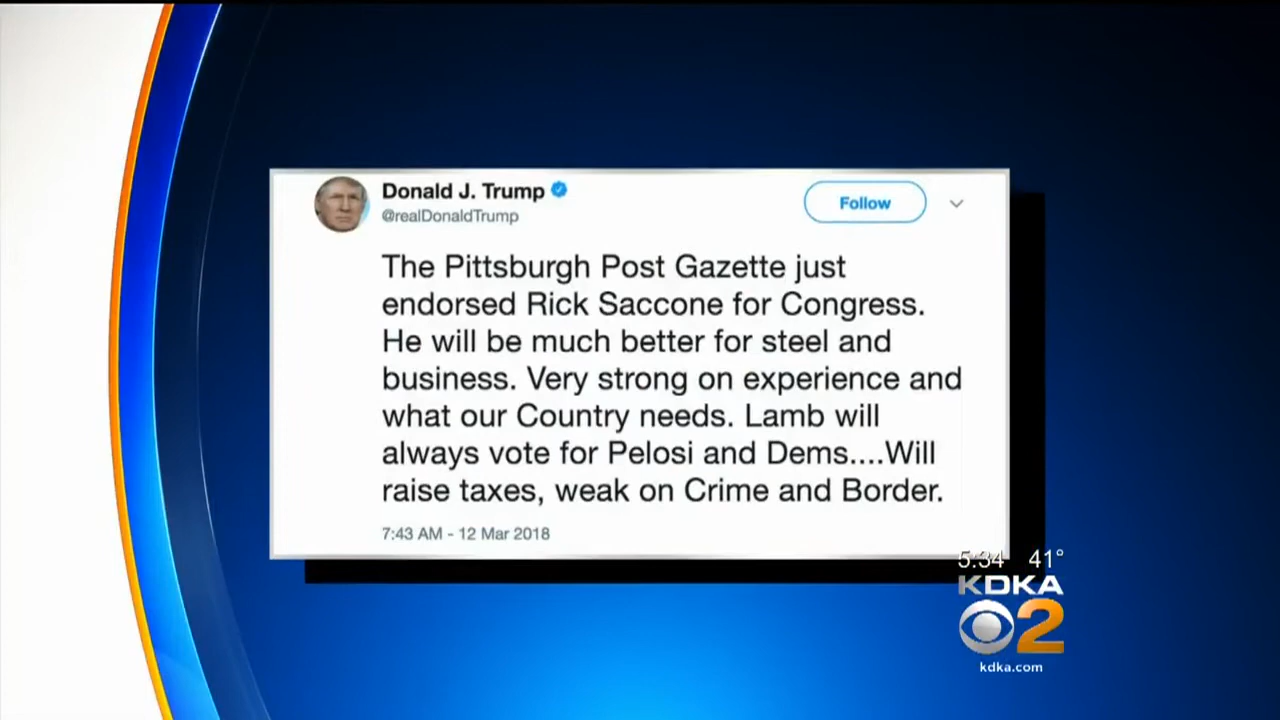 Donald J. Trump
@realDonaldTrump
Follow
The Pittsburgh Post Gazette just
endorsed Rick Saccone for Congress.
He will be much better for steel and
business. Very strong on experience and
what our Country needs. Lamb will
always vote for Pelosi and Dems....Will
raise taxes, weak on Crime and Border.
7:43 AM - 12 Mar 2018
5:34 41°
KDKA
2
kdka.com